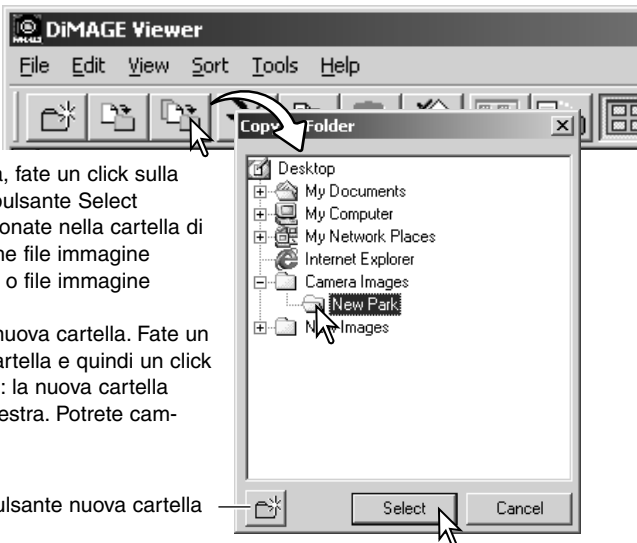 DiMAGE Viewer
File Edit View Sort Tools Help
Folder
Desktop
My Documents
My Computer
My Network Places
Internet Explorer
Camera Images
New Park
Images
Select Cancel
, fate un click sulla
pulsante Select
onate nella cartella di
ne file immagine
o file immagine
nuova cartella. Fate un
artella e quindi un click
: la nuova cartella
estra. Potrete cam-
ulsante nuova cartella